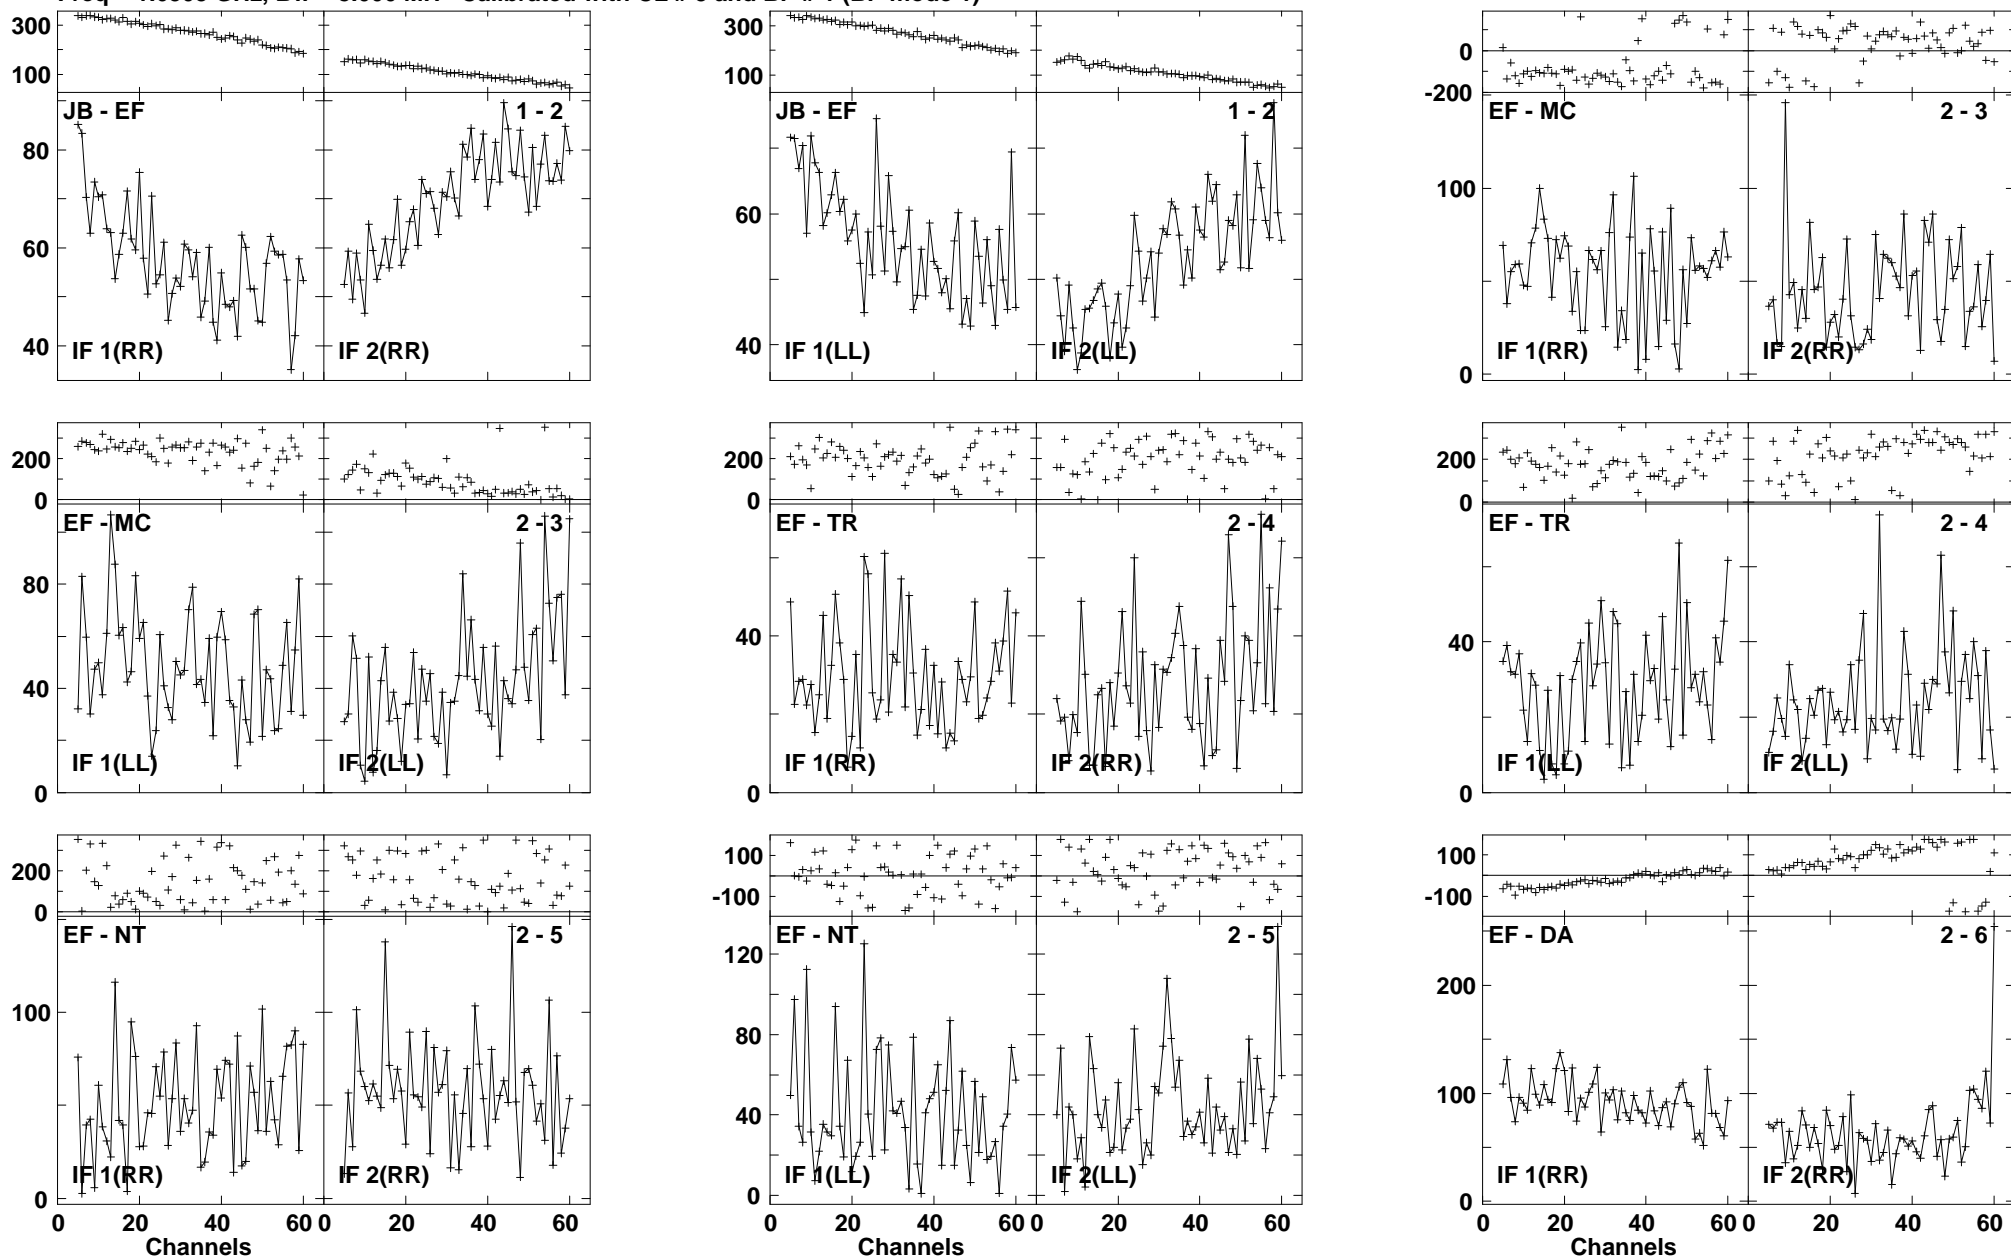 300
100
JB - EF
1 - 2
80
60
40
IF 1(RR)
IF 2(RR)
300
100
JB - EF
1 - 2
60
40
IF 1(LL)
IF 2(LL)
0
-200
EF - MC
2 - 3
100
0
IF 1(RR)
IF 2(RR)
200
0
EF - MC
2 - 3
80
40
0
IF 1(LL)
IF 2(LL)
200
0
EF - TR
2 - 4
40
0
IF 1(RR)
IF 2(RR)
200
0
EF - TR
2 - 4
40
0
IF 1(LL)
IF 2(LL)
200
0
EF - NT
2 - 5
100
0
IF 1(RR)
IF 2(RR)
0 20 40 60 0 20 40 60
Channels
100
-100
EF - NT
2 - 5
120
80
40
0
IF 1(LL)
IF 2(LL)
0 20 40 60 0 20 40 60
Channels
100
-100
EF - DA
2 - 6
200
100
0
IF 1(RR)
IF 2(RR)
0 20 40 60 0 20 40 60
Channels